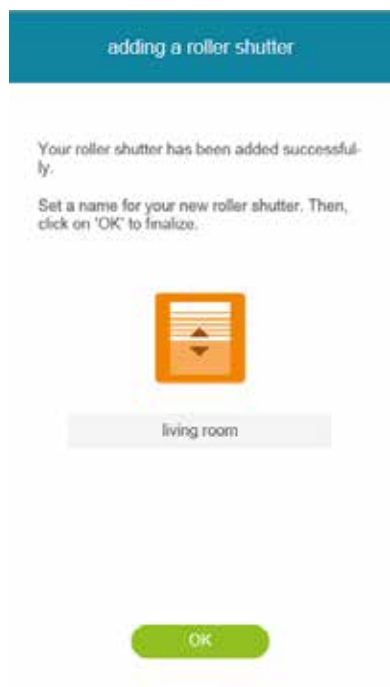 adding a roller shutter
Your roller shutter has been added successful-
ly.
Set a name for your new roller shutter. Then,
click on 'OK' to finalize.
living room
OK